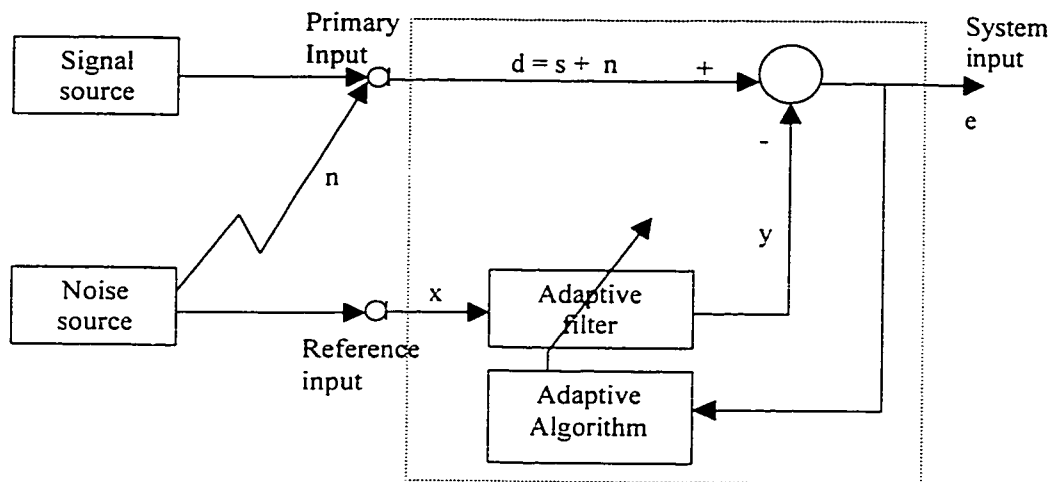 Signal
source
Primary
Input
d = s + n
+
System
input
e
-
n
y
Noise
source
x
Reference
input
Adaptive
filter
Adaptive
Algorithm